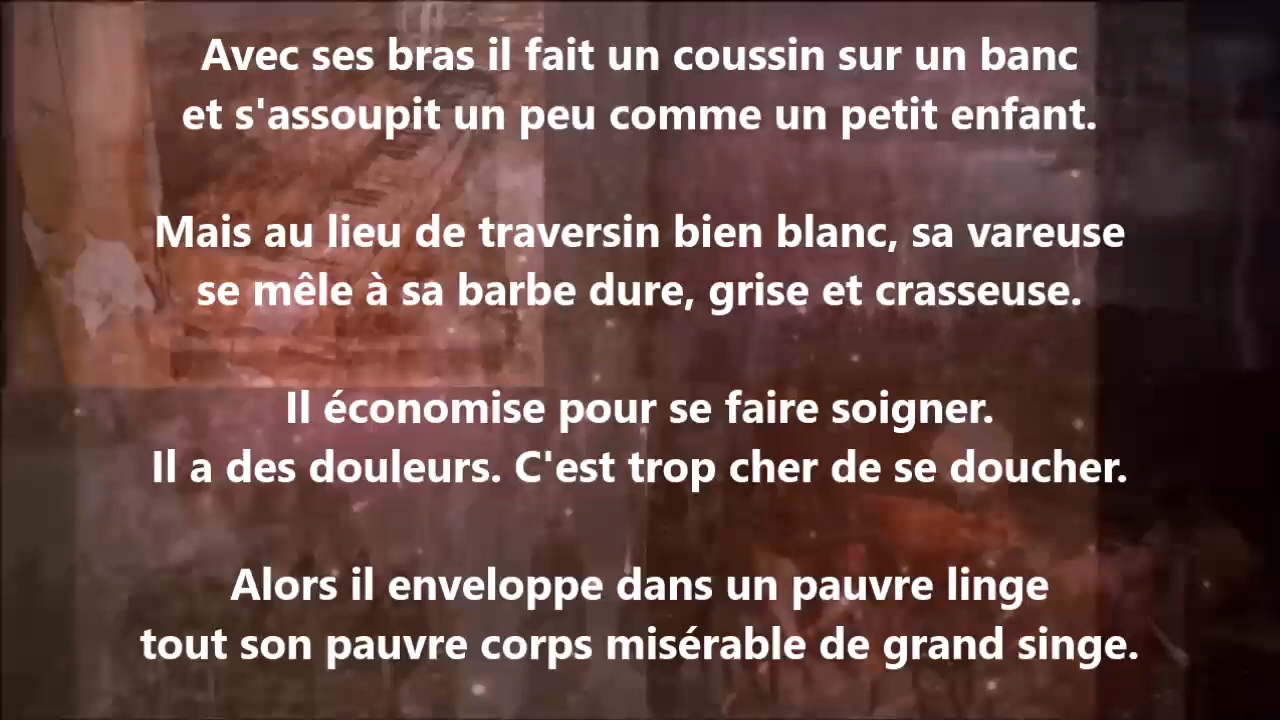 Avec ses bras il fait un coussin sur un banc
et s'assoupit un peu comme un petit enfant.
Mais au lieu de traversin bien blanc, sa vareuse
se mêle à sa barbe dure, grise et crasseuse.
Il économise pour se faire soigner.
Il a des douleurs. C'est trop cher de se doucher.
Alors il enveloppe dans un pauvre linge
tout son pauvre corps misérable de grand singe.